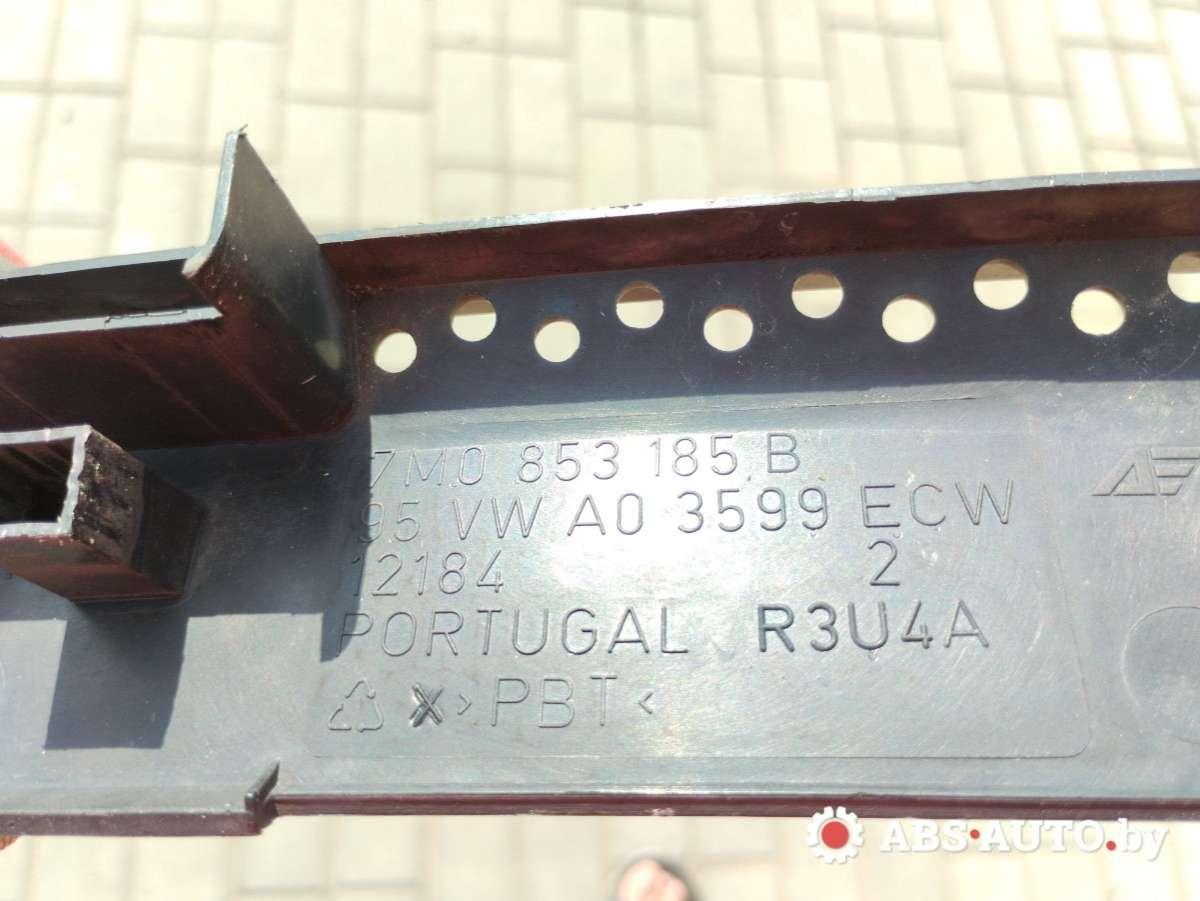 7M0 853 185 B
95 VW A0 3599 ECW
12184 2
PORTUGAL R3U4A
X >PBT<
ABS-AUTO.by